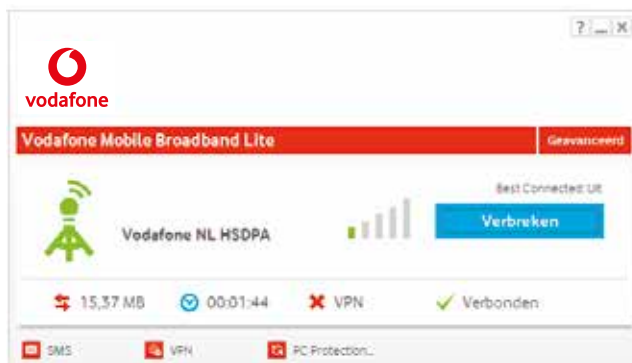 ? _ X
vodafone
Vodafone Mobile Broadband Lite Geavanceerd
Best Connected: Uit
Vodafone NL HSDPA Verbreken
15,37 MB 00:01:44 VPN Verbonden
SMS VPN PC Protection...